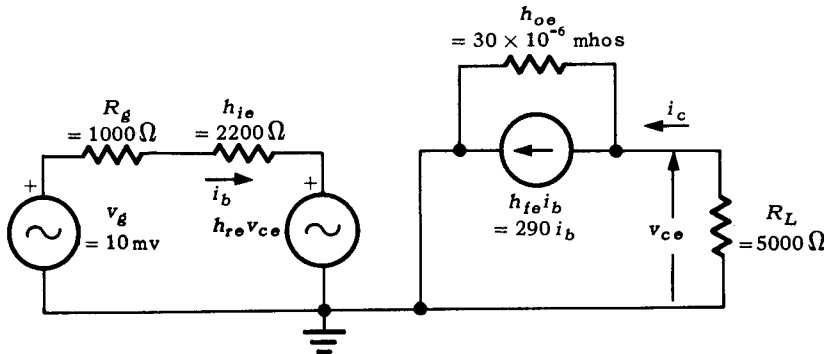 h_oe
= 30 × 10⁻⁶ mhos
R_g
= 1000 Ω
h_ie
= 2200 Ω
i_c
+
i_b
+
v_g
= 10 mv
h_re v_ce
h_fe i_b
= 290 i_b
v_ce
R_L
= 5000 Ω